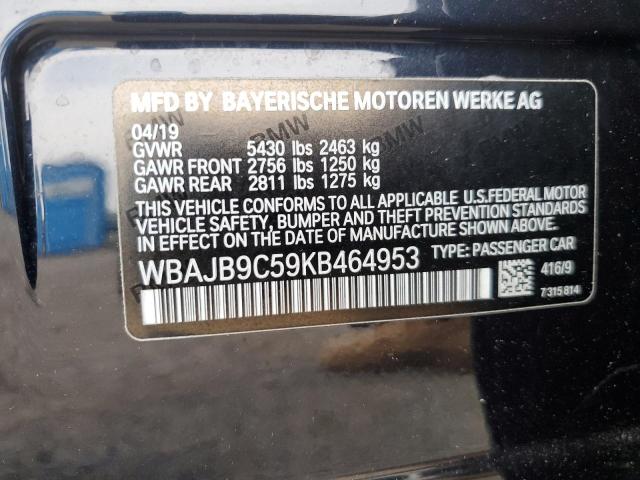 MFD BY BAYERISCHE MOTOREN WERKE AG
04/19
GVWR 5430 lbs 2463 kg
GAWR FRONT 2756 lbs 1250 kg
GAWR REAR 2811 lbs 1275 kg
THIS VEHICLE CONFORMS TO ALL APPLICABLE U.S.FEDERAL MOTOR
VEHICLE SAFETY, BUMPER AND THEFT PREVENTION STANDARDS
IN EFFECT ON THE DATE OF MANUFACTURE SHOWN ABOVE.
WBAJB9C59KB464953 TYPE: PASSENGER CAR
416/9
7315814
BMW